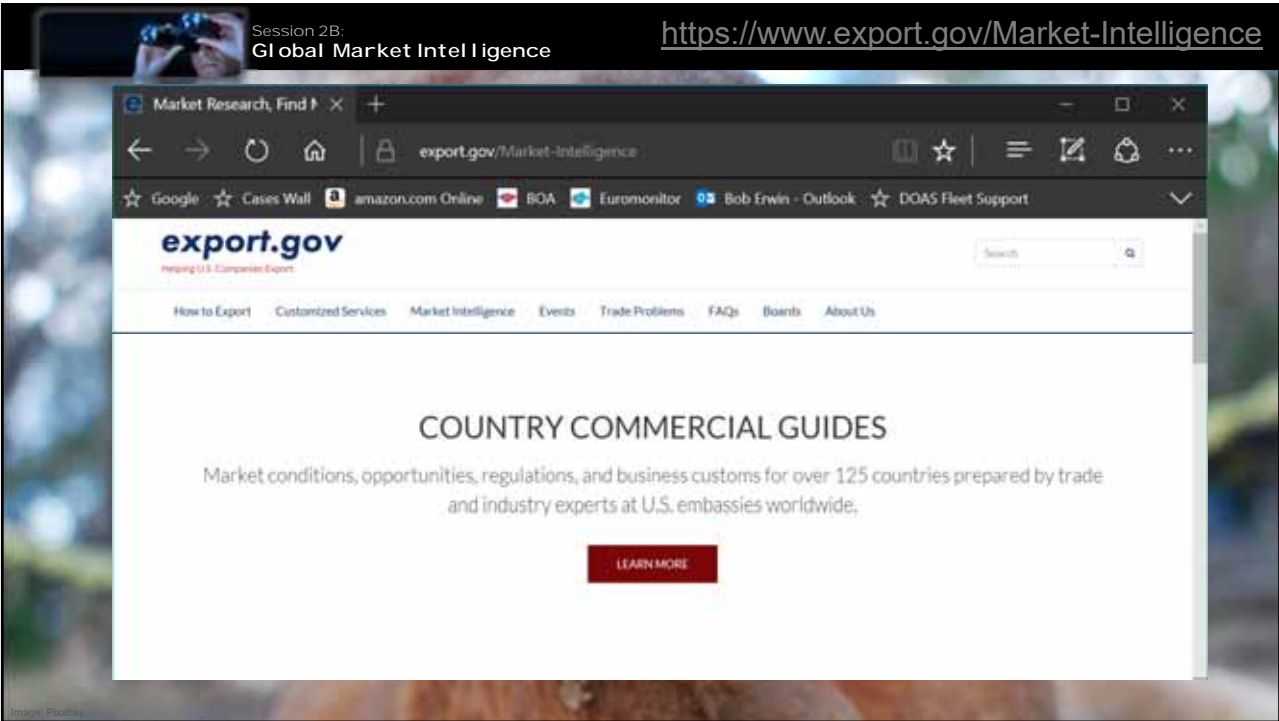 Session 2B:
Global Market Intelligence
https://www.export.gov/Market-Intelligence
Market Research, Find M
export.gov/Market-Intelligence
Google Cases Wall amazon.com Online BOA Euromonitor Bob Erwin - Outlook DOAS Fleet Support
export.gov
Helping U.S. Companies Export
Search
How to Export Customized Services Market Intelligence Events Trade Problems FAQs Boards About Us
COUNTRY COMMERCIAL GUIDES
Market conditions, opportunities, regulations, and business customs for over 125 countries prepared by trade
and industry experts at U.S. embassies worldwide.
LEARN MORE
Image: Pixabay